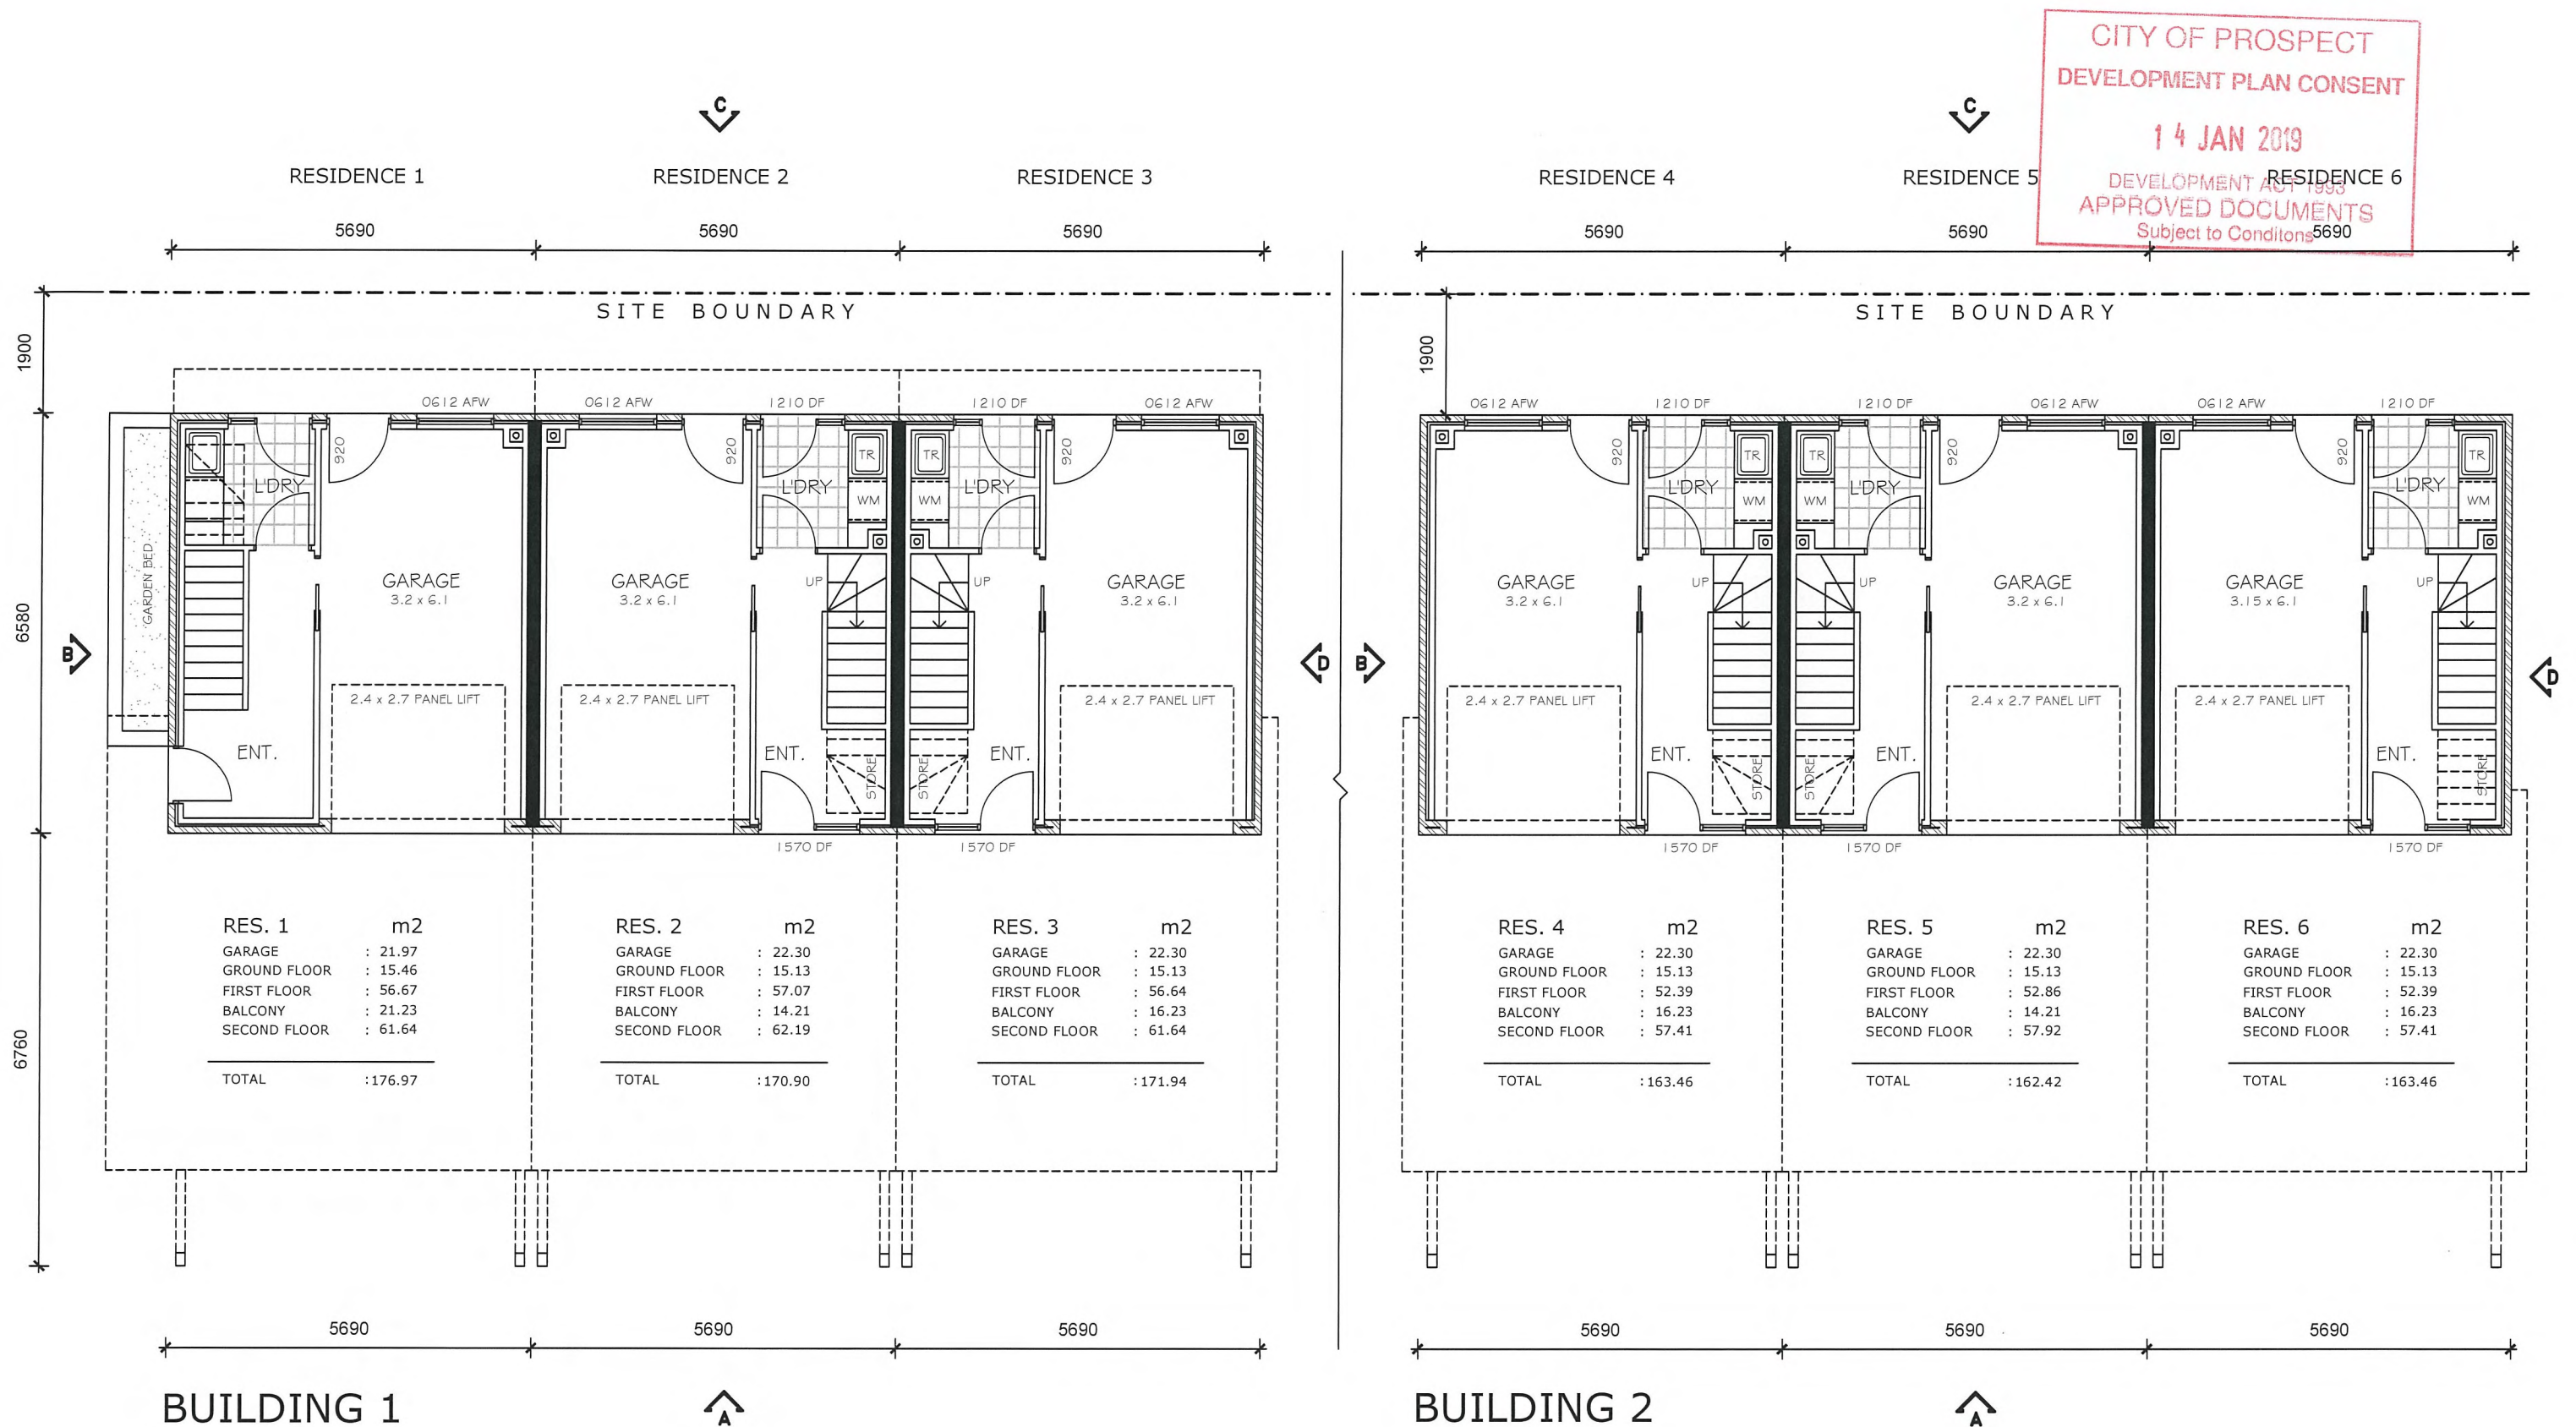 CITY OF PROSPECT
DEVELOPMENT PLAN CONSENT
14 JAN 2019
DEVELOPMENT ACT 1993
APPROVED DOCUMENTS
Subject to Conditons
C C
RESIDENCE 1 RESIDENCE 2 RESIDENCE 3 RESIDENCE 4 RESIDENCE 5 RESIDENCE 6
5690 5690 5690 5690 5690 5690
SITE BOUNDARY SITE BOUNDARY
1900 1900
0612 AFW 0612 AFW 1210 DF 1210 DF 0612 AFW 0612 AFW 1210 DF 1210 DF 0612 AFW 0612 AFW 1210 DF
920 920 920 920 920 920
TR TR TR TR TR
L'DRY L'DRY L'DRY L'DRY L'DRY L'DRY
WM WM WM WM WM
GARDEN BED
GARAGE GARAGE UP UP GARAGE GARAGE UP UP GARAGE GARAGE UP
3.2 x 6.1 3.2 x 6.1 3.2 x 6.1 3.2 x 6.1 3.2 x 6.1 3.15 x 6.1
6580
B D B D
2.4 x 2.7 PANEL LIFT 2.4 x 2.7 PANEL LIFT 2.4 x 2.7 PANEL LIFT 2.4 x 2.7 PANEL LIFT 2.4 x 2.7 PANEL LIFT 2.4 x 2.7 PANEL LIFT
ENT. ENT. ENT. ENT. ENT. ENT.
STORE STORE STORE STORE STORE
1570 DF 1570 DF 1570 DF 1570 DF 1570 DF
6760
RES. 1 m2
GARAGE : 21.97
GROUND FLOOR : 15.46
FIRST FLOOR : 56.67
BALCONY : 21.23
SECOND FLOOR : 61.64
TOTAL :176.97
RES. 2 m2
GARAGE : 22.30
GROUND FLOOR : 15.13
FIRST FLOOR : 57.07
BALCONY : 14.21
SECOND FLOOR : 62.19
TOTAL :170.90
RES. 3 m2
GARAGE : 22.30
GROUND FLOOR : 15.13
FIRST FLOOR : 56.64
BALCONY : 16.23
SECOND FLOOR : 61.64
TOTAL :171.94
RES. 4 m2
GARAGE : 22.30
GROUND FLOOR : 15.13
FIRST FLOOR : 52.39
BALCONY : 16.23
SECOND FLOOR : 57.41
TOTAL :163.46
RES. 5 m2
GARAGE : 22.30
GROUND FLOOR : 15.13
FIRST FLOOR : 52.86
BALCONY : 14.21
SECOND FLOOR : 57.92
TOTAL :162.42
RES. 6 m2
GARAGE : 22.30
GROUND FLOOR : 15.13
FIRST FLOOR : 52.39
BALCONY : 16.23
SECOND FLOOR : 57.41
TOTAL :163.46
5690 5690 5690 5690 5690 5690
BUILDING 1 A BUILDING 2 A